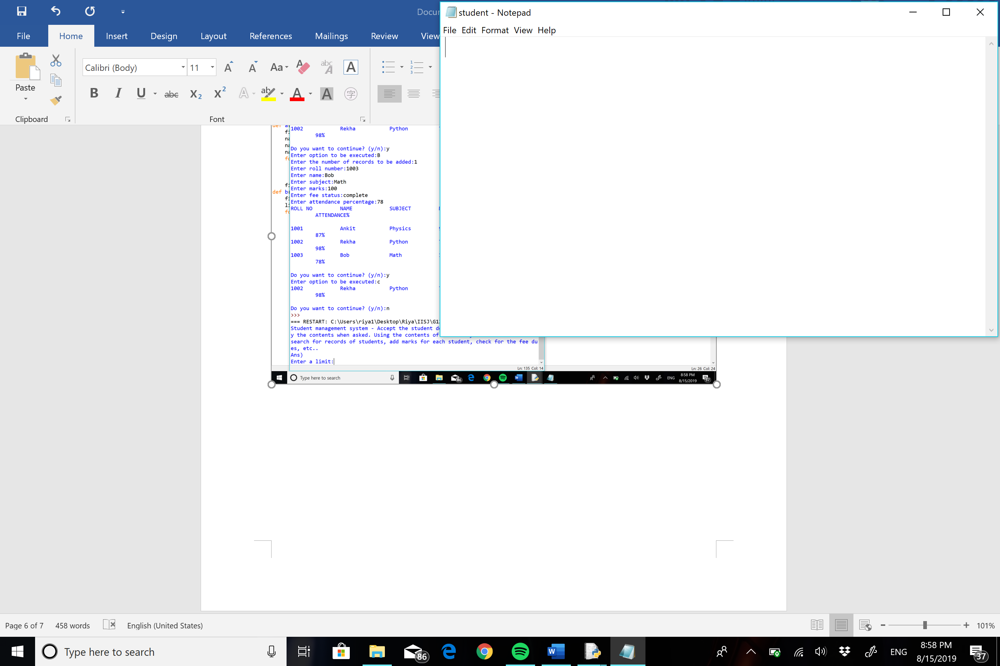 Docu
File Home Insert Design Layout References Mailings Review View
Paste
Calibri (Body) 11
Clipboard Font
student - Notepad
File Edit Format View Help
1002 Rekha Python
98%
Do you want to continue? (y/n):y
Enter option to be executed:B
Enter the number of records to be added:1
Enter roll number:1003
Enter name:Bob
Enter subject:Math
Enter marks:100
def b
Enter fee status:complete
Enter attendance percentage:78
ROLL NO NAME SUBJECT
ATTENDANCE%
1001 Ankit Physics
87%
1002 Rekha Python
98%
1003 Bob Math
78%
Do you want to continue? (y/n):y
Enter option to be executed:c
1002 Rekha Python
98%
Do you want to continue? (y/n):n
>>>
=== RESTART: C:\Users\riya1\Desktop\Riya\IISJ\G1
Student management system - Accept the student d
y the contents when asked. Using the contents of
search for records of students, add marks for each student, check for the fee du
es, etc..
Ans)
Enter a limit:
Ln: 135 Col: 14
Ln: 26 Col: 24
Type here to search 86 ENG 8:58 PM 8/15/2019 37
Page 6 of 7 458 words English (United States) 101%
Type here to search 86 ENG 8:58 PM 8/15/2019 37